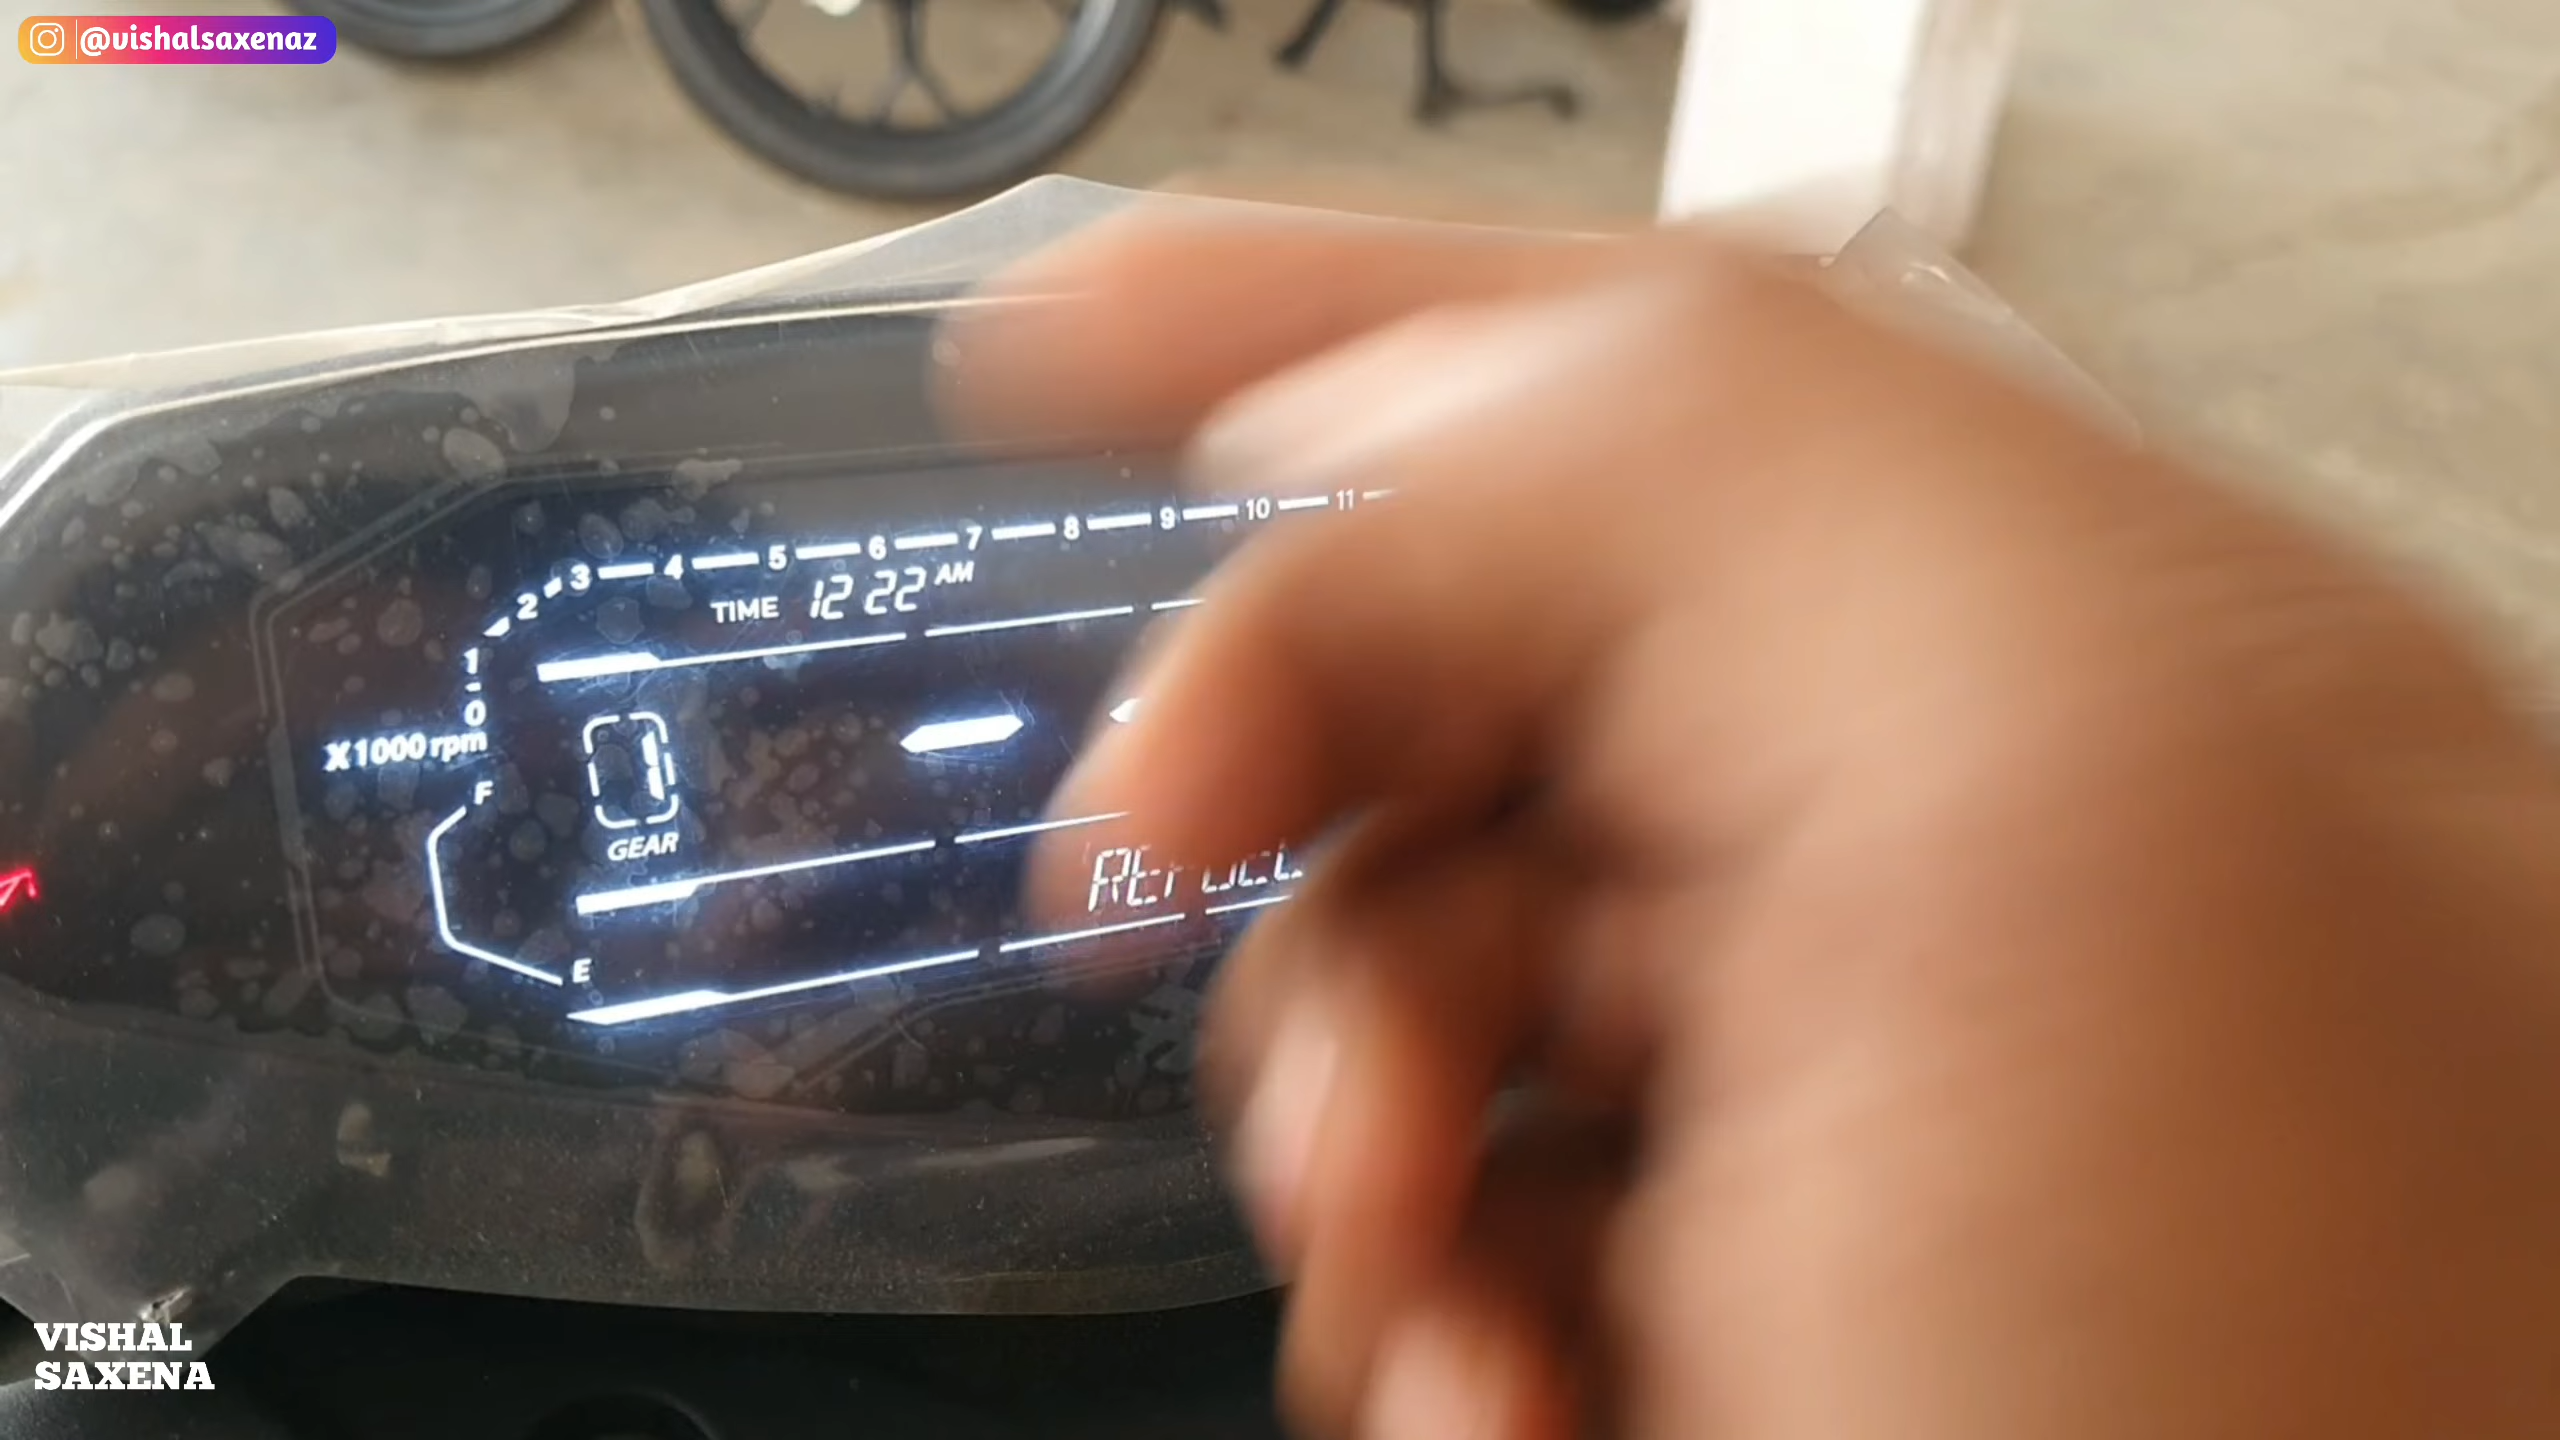 @vishalsaxenaz
2 3 4 5 6 7 8 9 10 11
TIME 12 22 AM
1
0
X1000 rpm
1
GEAR
F
E
VISHAL
SAXENA